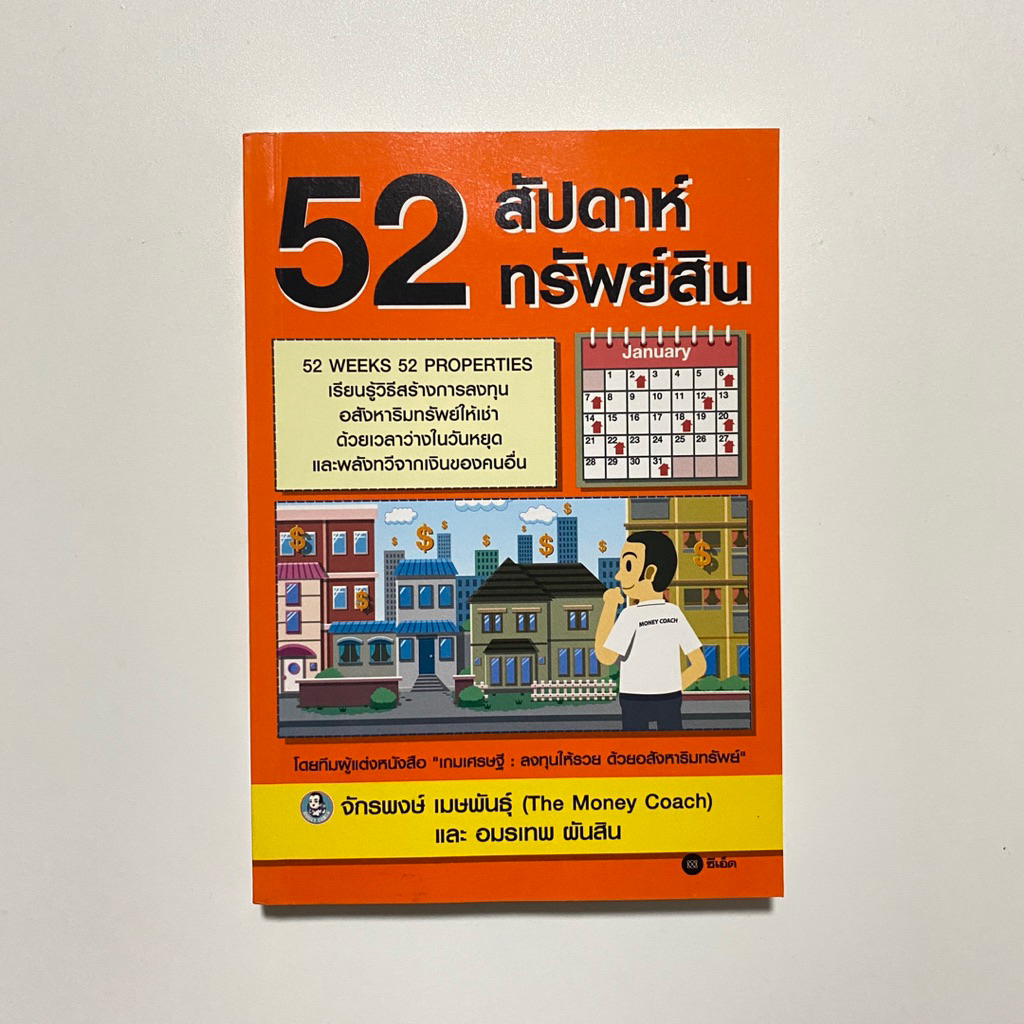 52 สัปดาห์
ทรัพย์สิน
52 WEEKS 52 PROPERTIES
เรียนรู้วิธีสร้างการลงทุน
อสังหาริมทรัพย์ให้เช่า
ด้วยเวลาว่างในวันหยุด
และพลังทวีจากเงินของคนอื่น
January
1 2 3 4 5 6
7 8 9 10 11 12 13
14 15 16 17 18 19 20
21 22 23 24 25 26 27
28 29 30 31
$ $ $ $ $ $ $ $ $
MONEY COACH
โดยทีมผู้แต่งหนังสือ "เกมเศรษฐี : ลงทุนให้รวย ด้วยอสังหาริมทรัพย์"
จักรพงษ์ เมษพันธุ์ (The Money Coach)
และ อมรเทพ ผันสิน
ซีเอ็ด